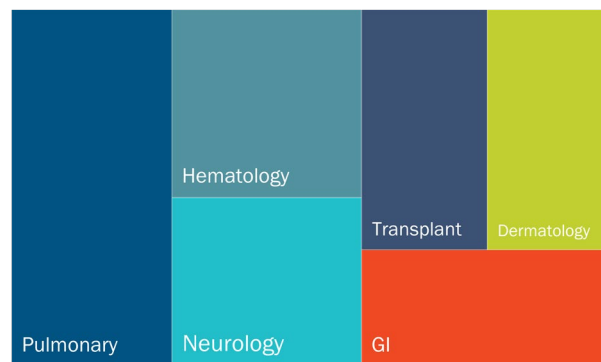 Pulmonary
Hematology
Neurology
Transplant
Dermatology
GI